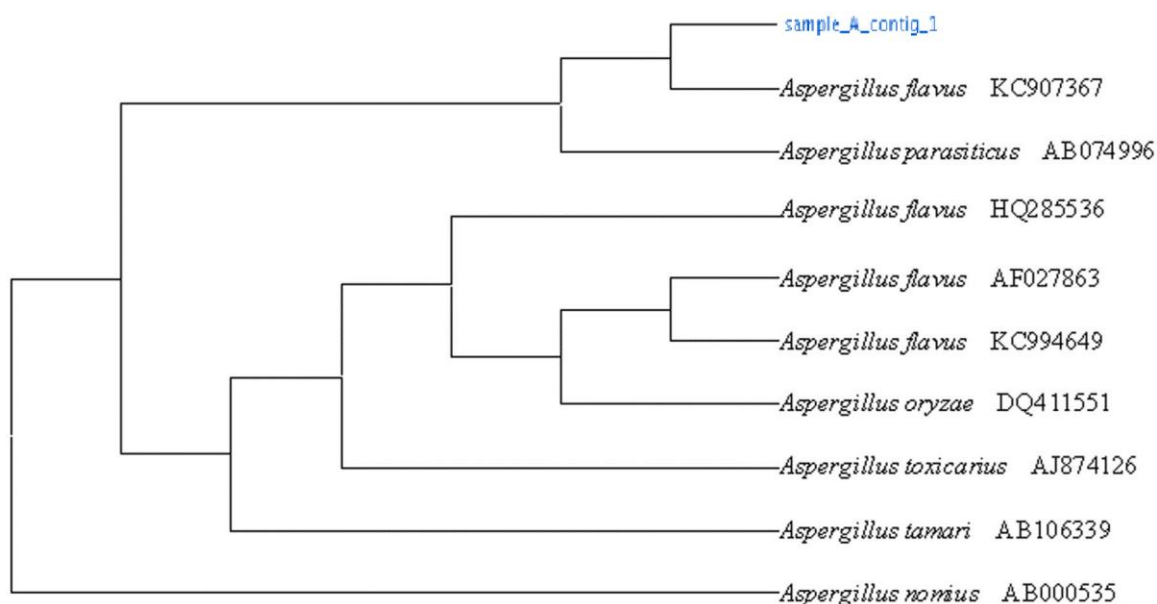 sample_A_contig_1
Aspergillus flavus KC907367
Aspergillus parasiticus AB074996
Aspergillus flavus HQ285536
Aspergillus flavus AF027863
Aspergillus flavus KC994649
Aspergillus oryzae DQ411551
Aspergillus toxicarius AJ874126
Aspergillus tamari AB106339
Aspergillus nomius AB000535